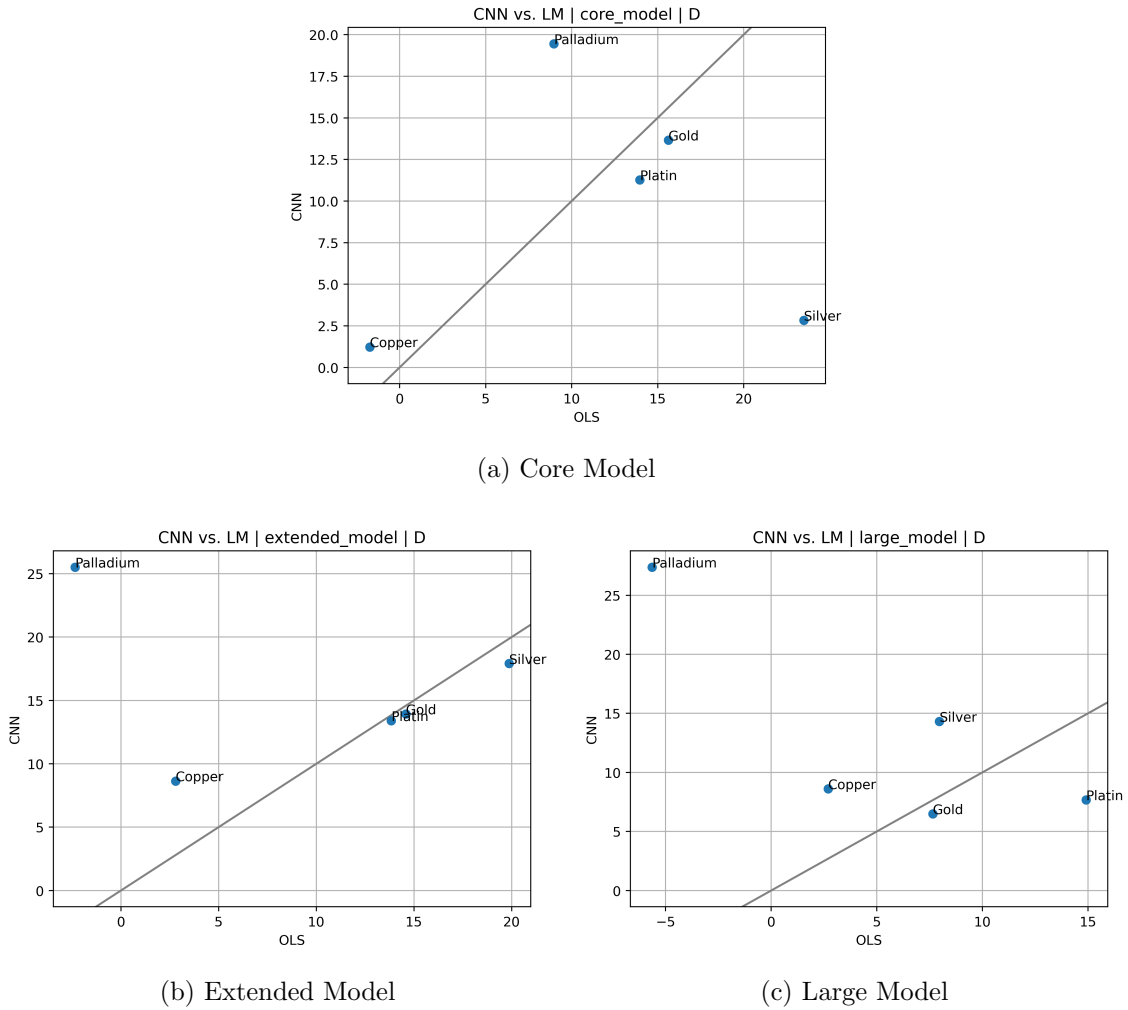 CNN vs. LM | core_model | D
20.0
17.5
15.0
12.5
10.0
7.5
5.0
2.5
0.0
CNN
Palladium
Gold
Platin
Silver
Copper
0 5 10 15 20
OLS
(a) Core Model
CNN vs. LM | extended_model | D
25
20
15
10
5
0
CNN
Palladium
Silver
Gold
Platin
Copper
0 5 10 15 20
OLS
(b) Extended Model
CNN vs. LM | large_model | D
25
20
15
10
5
0
CNN
Palladium
Silver
Copper
Platin
Gold
−5 0 5 10 15
OLS
(c) Large Model